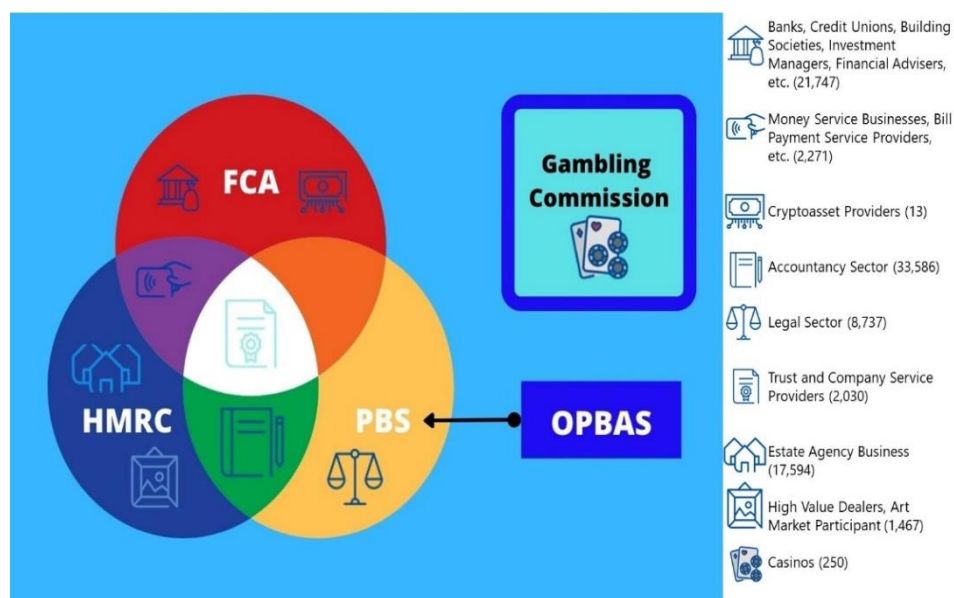 FCA
HMRC
PBS
Gambling
Commission
OPBAS
Banks, Credit Unions, Building
Societies, Investment
Managers, Financial Advisers,
etc. (21,747)
Money Service Businesses, Bill
Payment Service Providers,
etc. (2,271)
Cryptoasset Providers (13)
Accountancy Sector (33,586)
Legal Sector (8,737)
Trust and Company Service
Providers (2,030)
Estate Agency Business
(17,594)
High Value Dealers, Art
Market Participant (1,467)
Casinos (250)